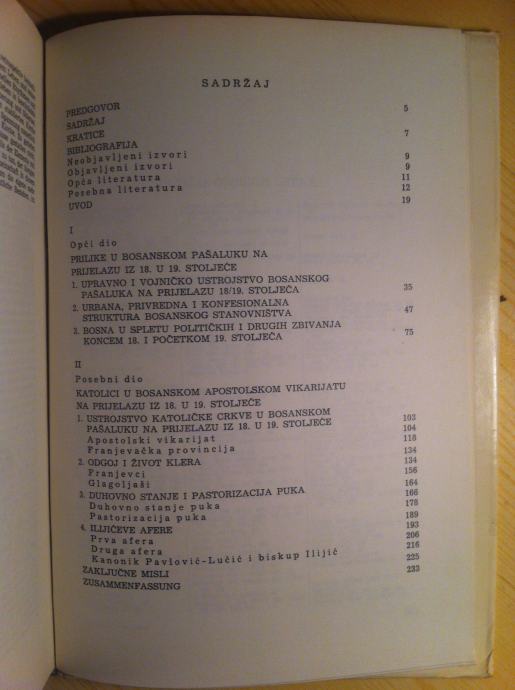 SADRŽAJ
PREDGOVOR 5
SADRŽAJ
KRATICE 7
BIBLIOGRAFIJA
Neobjavljeni izvori 9
Objavljeni izvori 9
Opća literatura 11
Posebna literatura 12
UVOD 19
I
Opći dio
PRILIKE U BOSANSKOM PAŠALUKU NA
PRIJELAZU IZ 18. U 19. STOLJEĆE
1. UPRAVNO I VOJNIČKO USTROJSTVO BOSANSKOG
PAŠALUKA NA PRIJELAZU 18/19. STOLJEĆA 35
2. URBANA, PRIVREDNA I KONFESIONALNA
STRUKTURA BOSANSKOG STANOVNIŠTVA 47
3. BOSNA U SPLETU POLITIČKIH I DRUGIH ZBIVANJA
KONCEM 18. I POČETKOM 19. STOLJEĆA 75
II
Posebni dio
KATOLICI U BOSANSKOM APOSTOLSKOM VIKARIJATU
NA PRIJELAZU IZ 18. U 19. STOLJEĆE
1. USTROJSTVO KATOLIČKE CRKVE U BOSANSKOM 103
PAŠALUKU NA PRIJELAZU IZ 18. U 19. STOLJEĆE 104
Apostolski vikarijat 118
Franjevačka provincija 134
2. ODGOJ I ŽIVOT KLERA 134
Franjevci 156
Glagoljaši 164
3. DUHOVNO STANJE I PASTORIZACIJA PUKA 166
Duhovno stanje puka 178
Pastorizacija puka 189
4. ILIJIĆEVE AFERE 193
Prva afera 206
Druga afera 216
Kanonik Pavlović-Lučić i biskup Ilijić 225
ZAKLJUČNE MISLI 233
ZUSAMMENFASSUNG